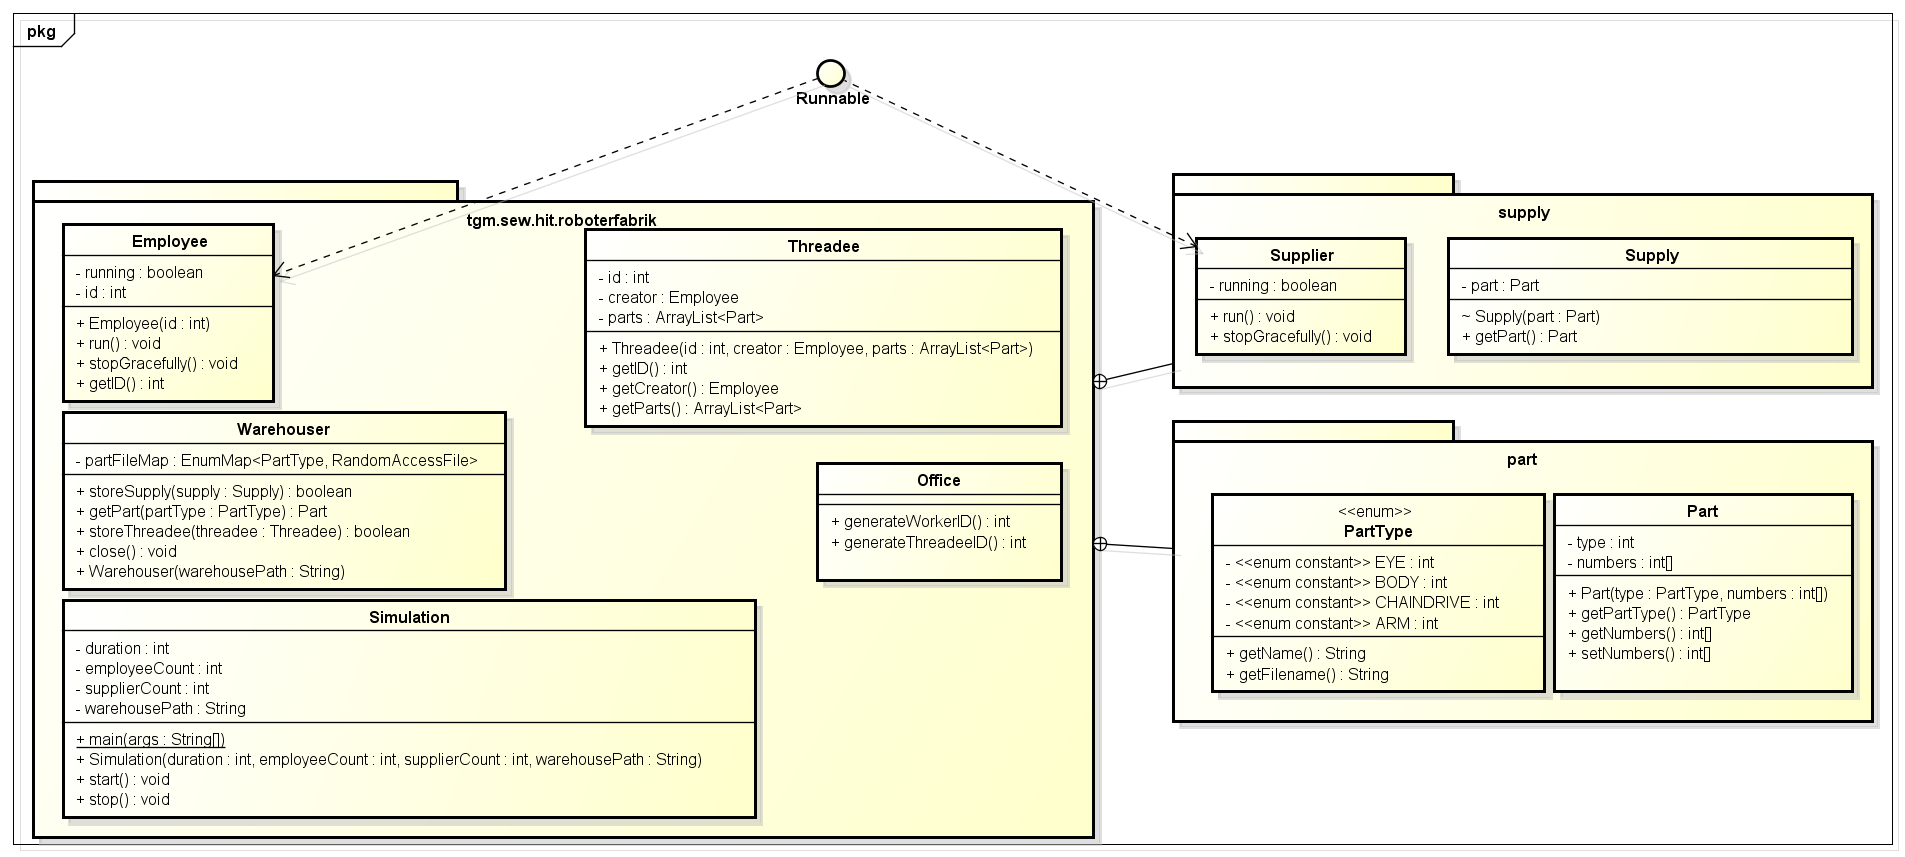 pkg
Runnable
tgm.sew.hit.roboterfabrik
Employee
- running : boolean
- id : int
+ Employee(id : int)
+ run() : void
+ stopGracefully() : void
+ getID() : int
Threadee
- id : int
- creator : Employee
- parts : ArrayList<Part>
+ Threadee(id : int, creator : Employee, parts : ArrayList<Part>)
+ getID() : int
+ getCreator() : Employee
+ getParts() : ArrayList<Part>
Warehouser
- partFileMap : EnumMap<PartType, RandomAccessFile>
+ storeSupply(supply : Supply) : boolean
+ getPart(partType : PartType) : Part
+ storeThreadee(threadee : Threadee) : boolean
+ close() : void
+ Warehouser(warehousePath : String)
Office
+ generateWorkerID() : int
+ generateThreadeeID() : int
Simulation
- duration : int
- employeeCount : int
- supplierCount : int
- warehousePath : String
+ main(args : String[])
+ Simulation(duration : int, employeeCount : int, supplierCount : int, warehousePath : String)
+ start() : void
+ stop() : void
supply
Supplier
- running : boolean
+ run() : void
+ stopGracefully() : void
Supply
- part : Part
~ Supply(part : Part)
+ getPart() : Part
part
<<enum>>
PartType
- <<enum constant>> EYE : int
- <<enum constant>> BODY : int
- <<enum constant>> CHAINDRIVE : int
- <<enum constant>> ARM : int
+ getName() : String
+ getFilename() : String
Part
- type : int
- numbers : int[]
+ Part(type : PartType, numbers : int[])
+ getPartType() : PartType
+ getNumbers() : int[]
+ setNumbers() : int[]